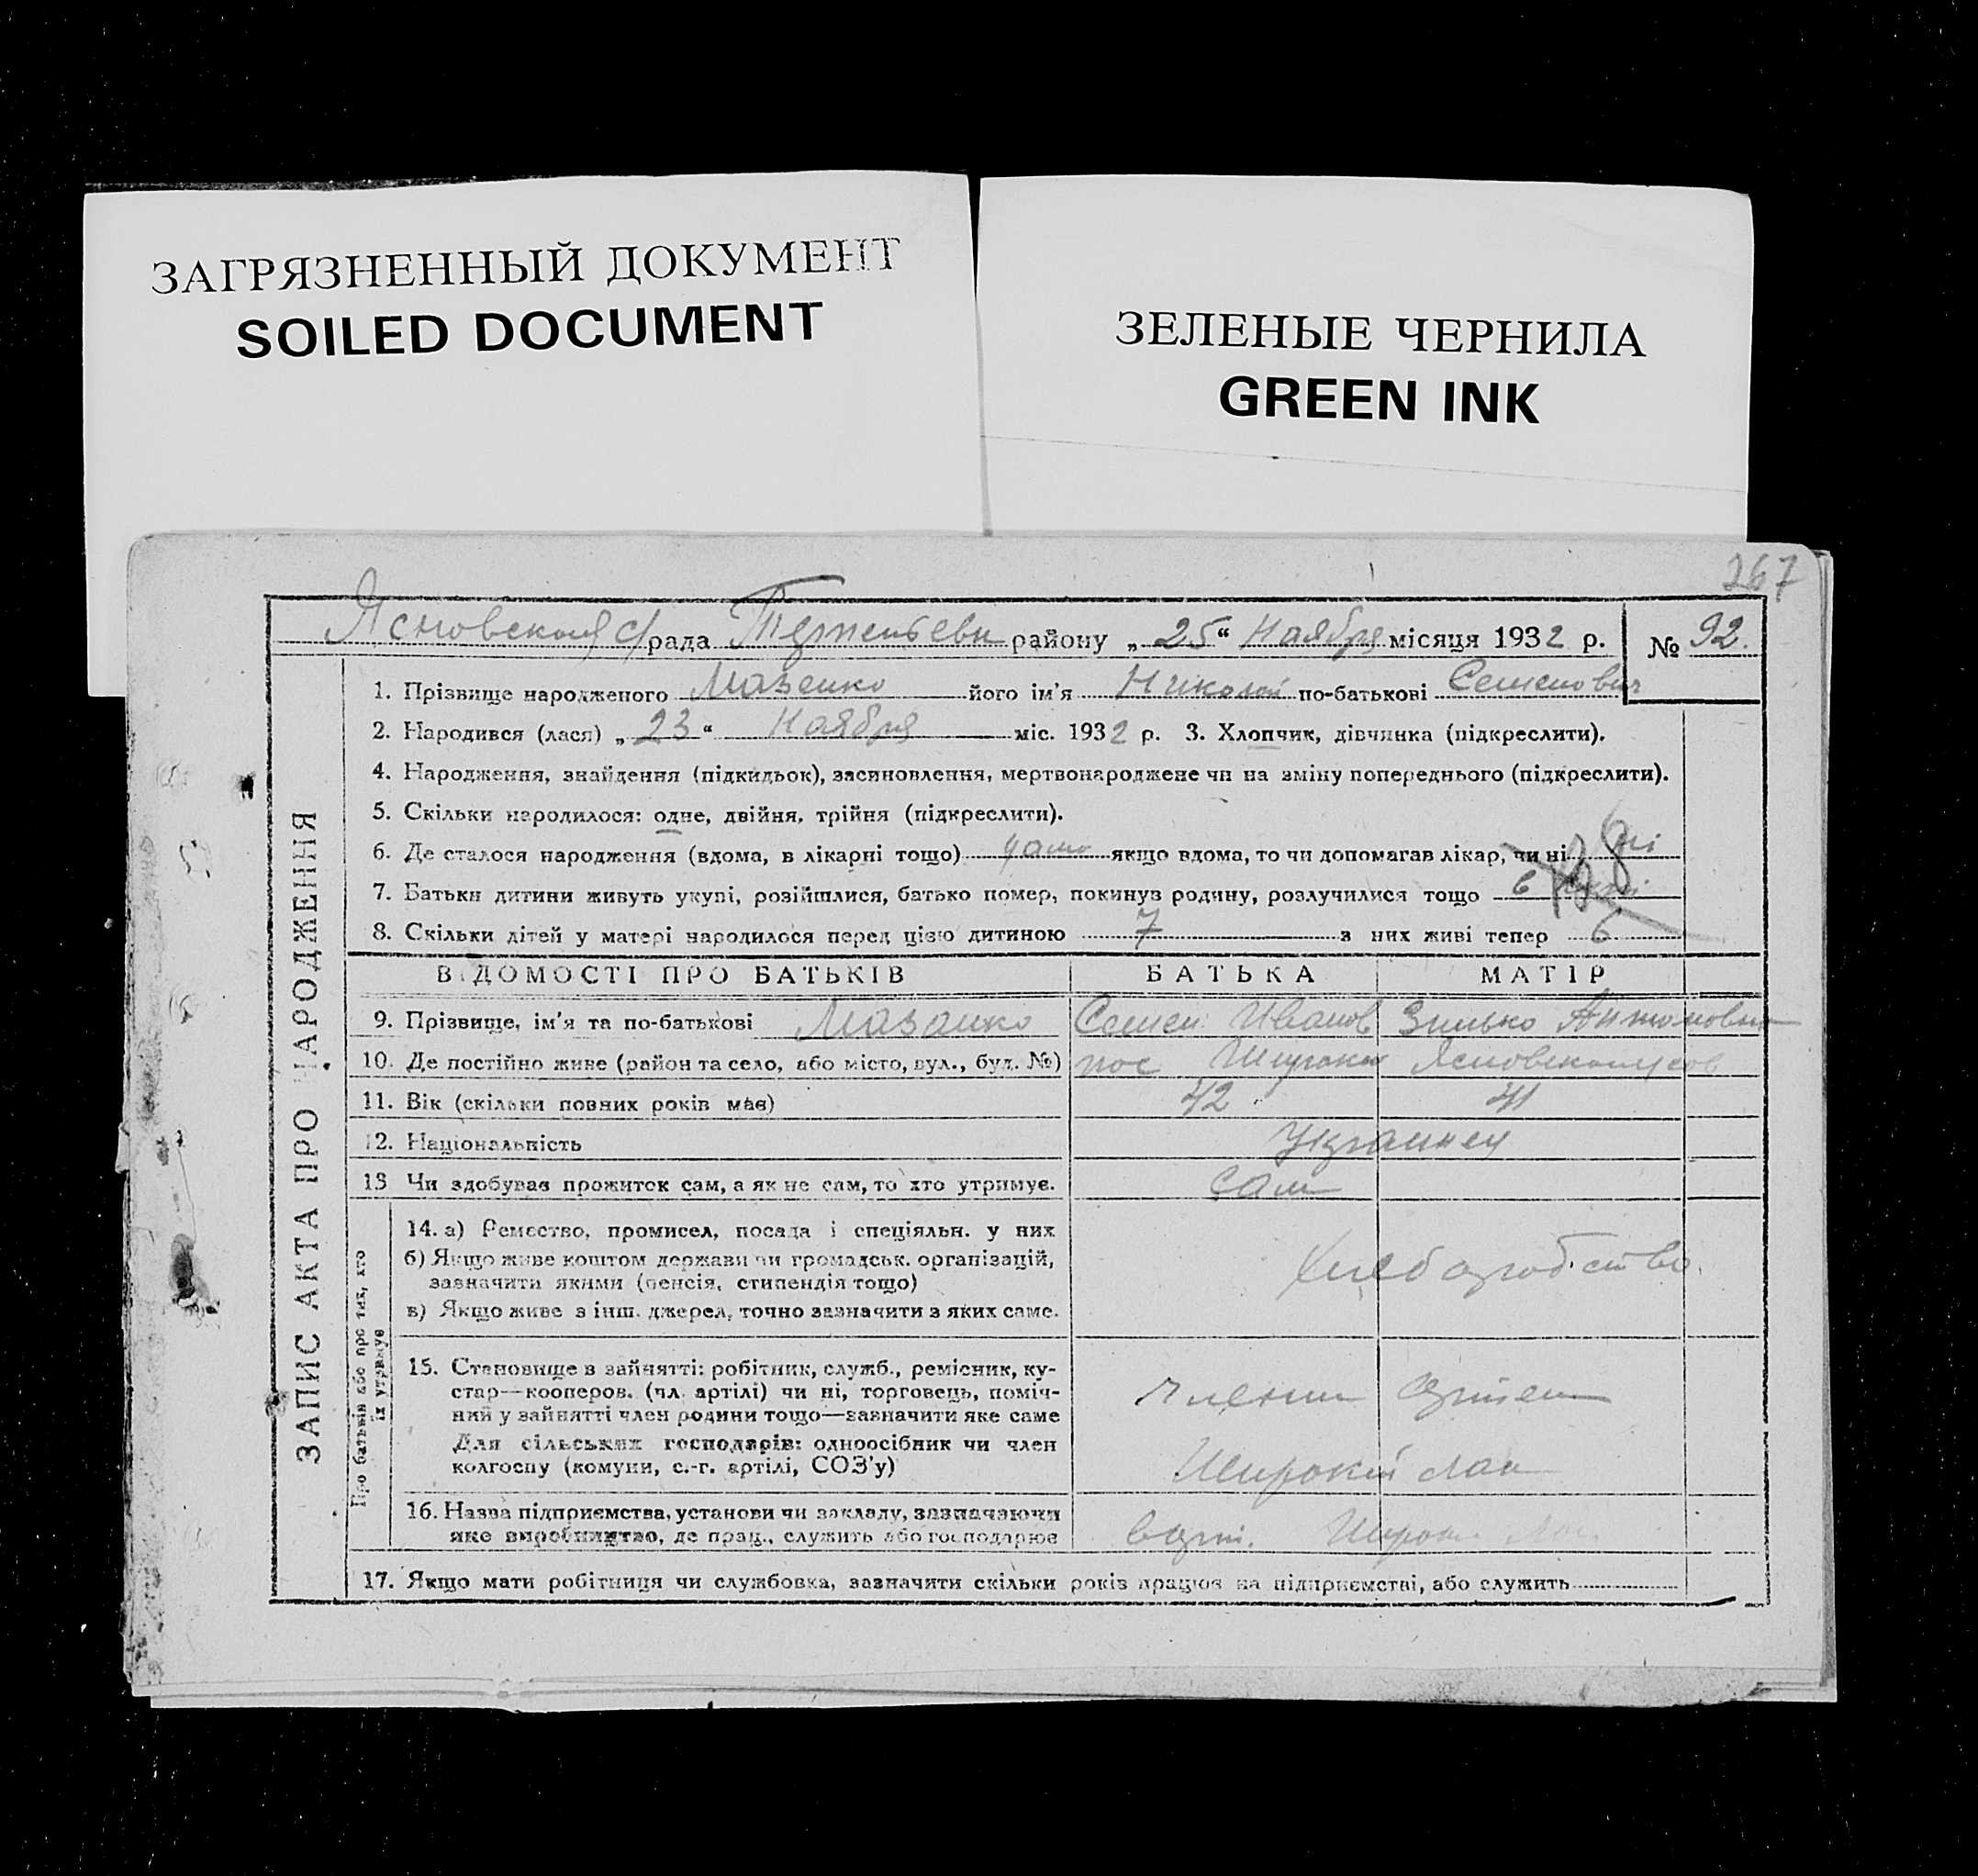 ЗАГРЯЗНЕННЫЙ ДОКУМЕНТ
SOILED DOCUMENT
ЗЕЛЕНЫЕ ЧЕРНИЛА
GREEN INK
267
с/рада району „25“ Ноября місяця 1932 р. № 92.
ЗАПИС АКТА ПРО НАРОДЖЕННЯ
1. Прізвище народженого Мазенко його ім'я Николай по-батькові Семенович
2. Народився (лася) „23“ Ноября міс. 1932 р. 3. Хлопчик, дівчинка (підкреслити).
4. Народження, знайдення (підкидьок), засиновлення, мертвонароджене чи на зміну попереднього (підкреслити).
5. Скільки народилося: одне, двійня, трійня (підкреслити).
6. Де сталося народження (вдома, в лікарні тощо) якщо вдома, то чи допомагав лікар, чи ні ні
7. Батьки дитини живуть укупі, розійшлися, батько помер, покинув родину, розлучилися тощо
8. Скільки дітей у матері народилося перед цією дитиною 7 з них живі тепер 6
ВІДОМОСТІ ПРО БАТЬКІВ БАТЬКА МАТІР
9. Прізвище, ім'я та по-батькові Мазанко Семен Иванов Антоновна
10. Де постійно живе (район та село, або місто, вул., буд. №) пос
11. Вік (скільки повних років має) 42 41
12. Національність Украинец
13 Чи здобував прожиток сам, а як не сам, то хто утримує. Сам
Про батьків або про тих, хто
їх утримує
14. а) Ремество, промисел, посада і спеціяльн. у них
б) Якщо живе коштом держави чи громадськ. організацій,
зазначити якими (пенсія, стипендія тощо)
в) Якщо живе з інш. джерел, точно зазначити з яких саме.
Хлеборобство
15. Становище в зайнятті: робітник, служб., ремісник, ку-
стар—кооперов. (чл. артілі) чи ні, торговець, поміч-
ний у зайнятті член родини тощо—зазначити яке саме
Для сільських господарів: одноосібник чи член
колгоспу (комуни, с.-г. артілі, СОЗ'у)
Широкий лан
16. Назва підприємства, установи чи закладу, зазначаючи
яке виробництво, де прац., служить або господарює
17. Якщо мати робітниця чи службовка, зазначити скільки років працює на підприємстві, або служить